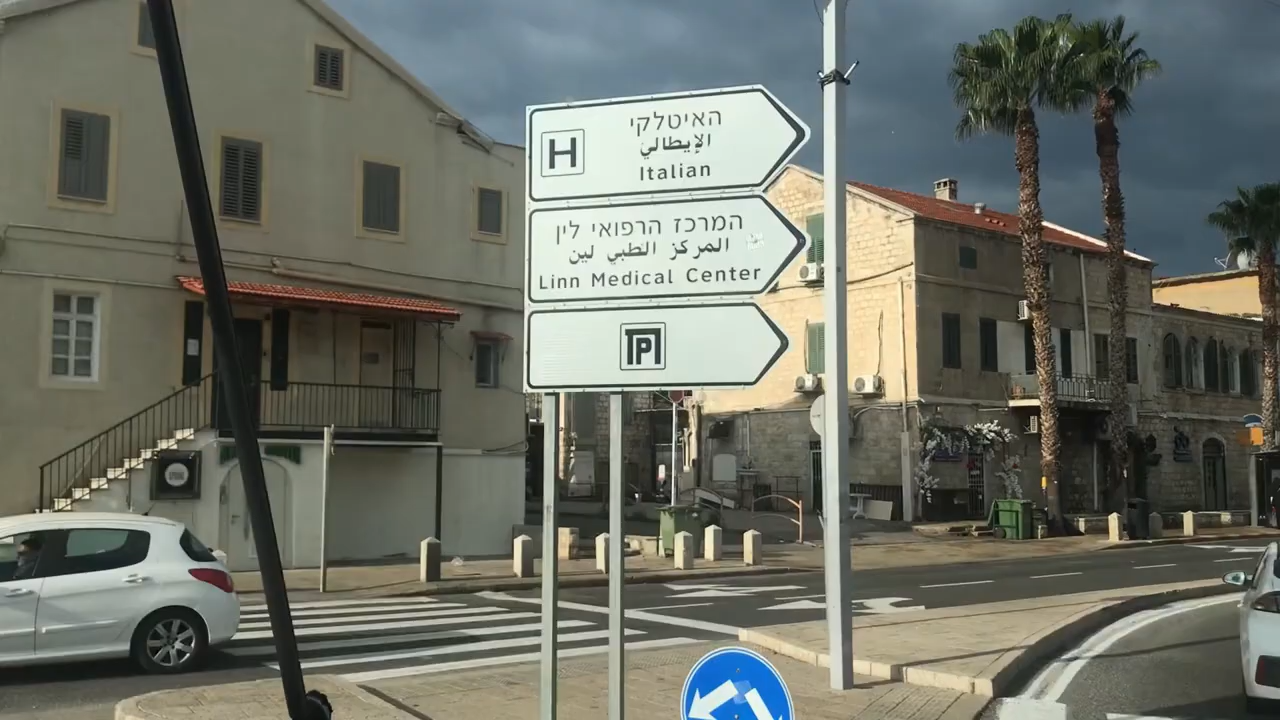 האיטלקי
الإيطالي
H
Italian
המרכז הרפואי לין
المركز الطبي لين
Linn Medical Center
P